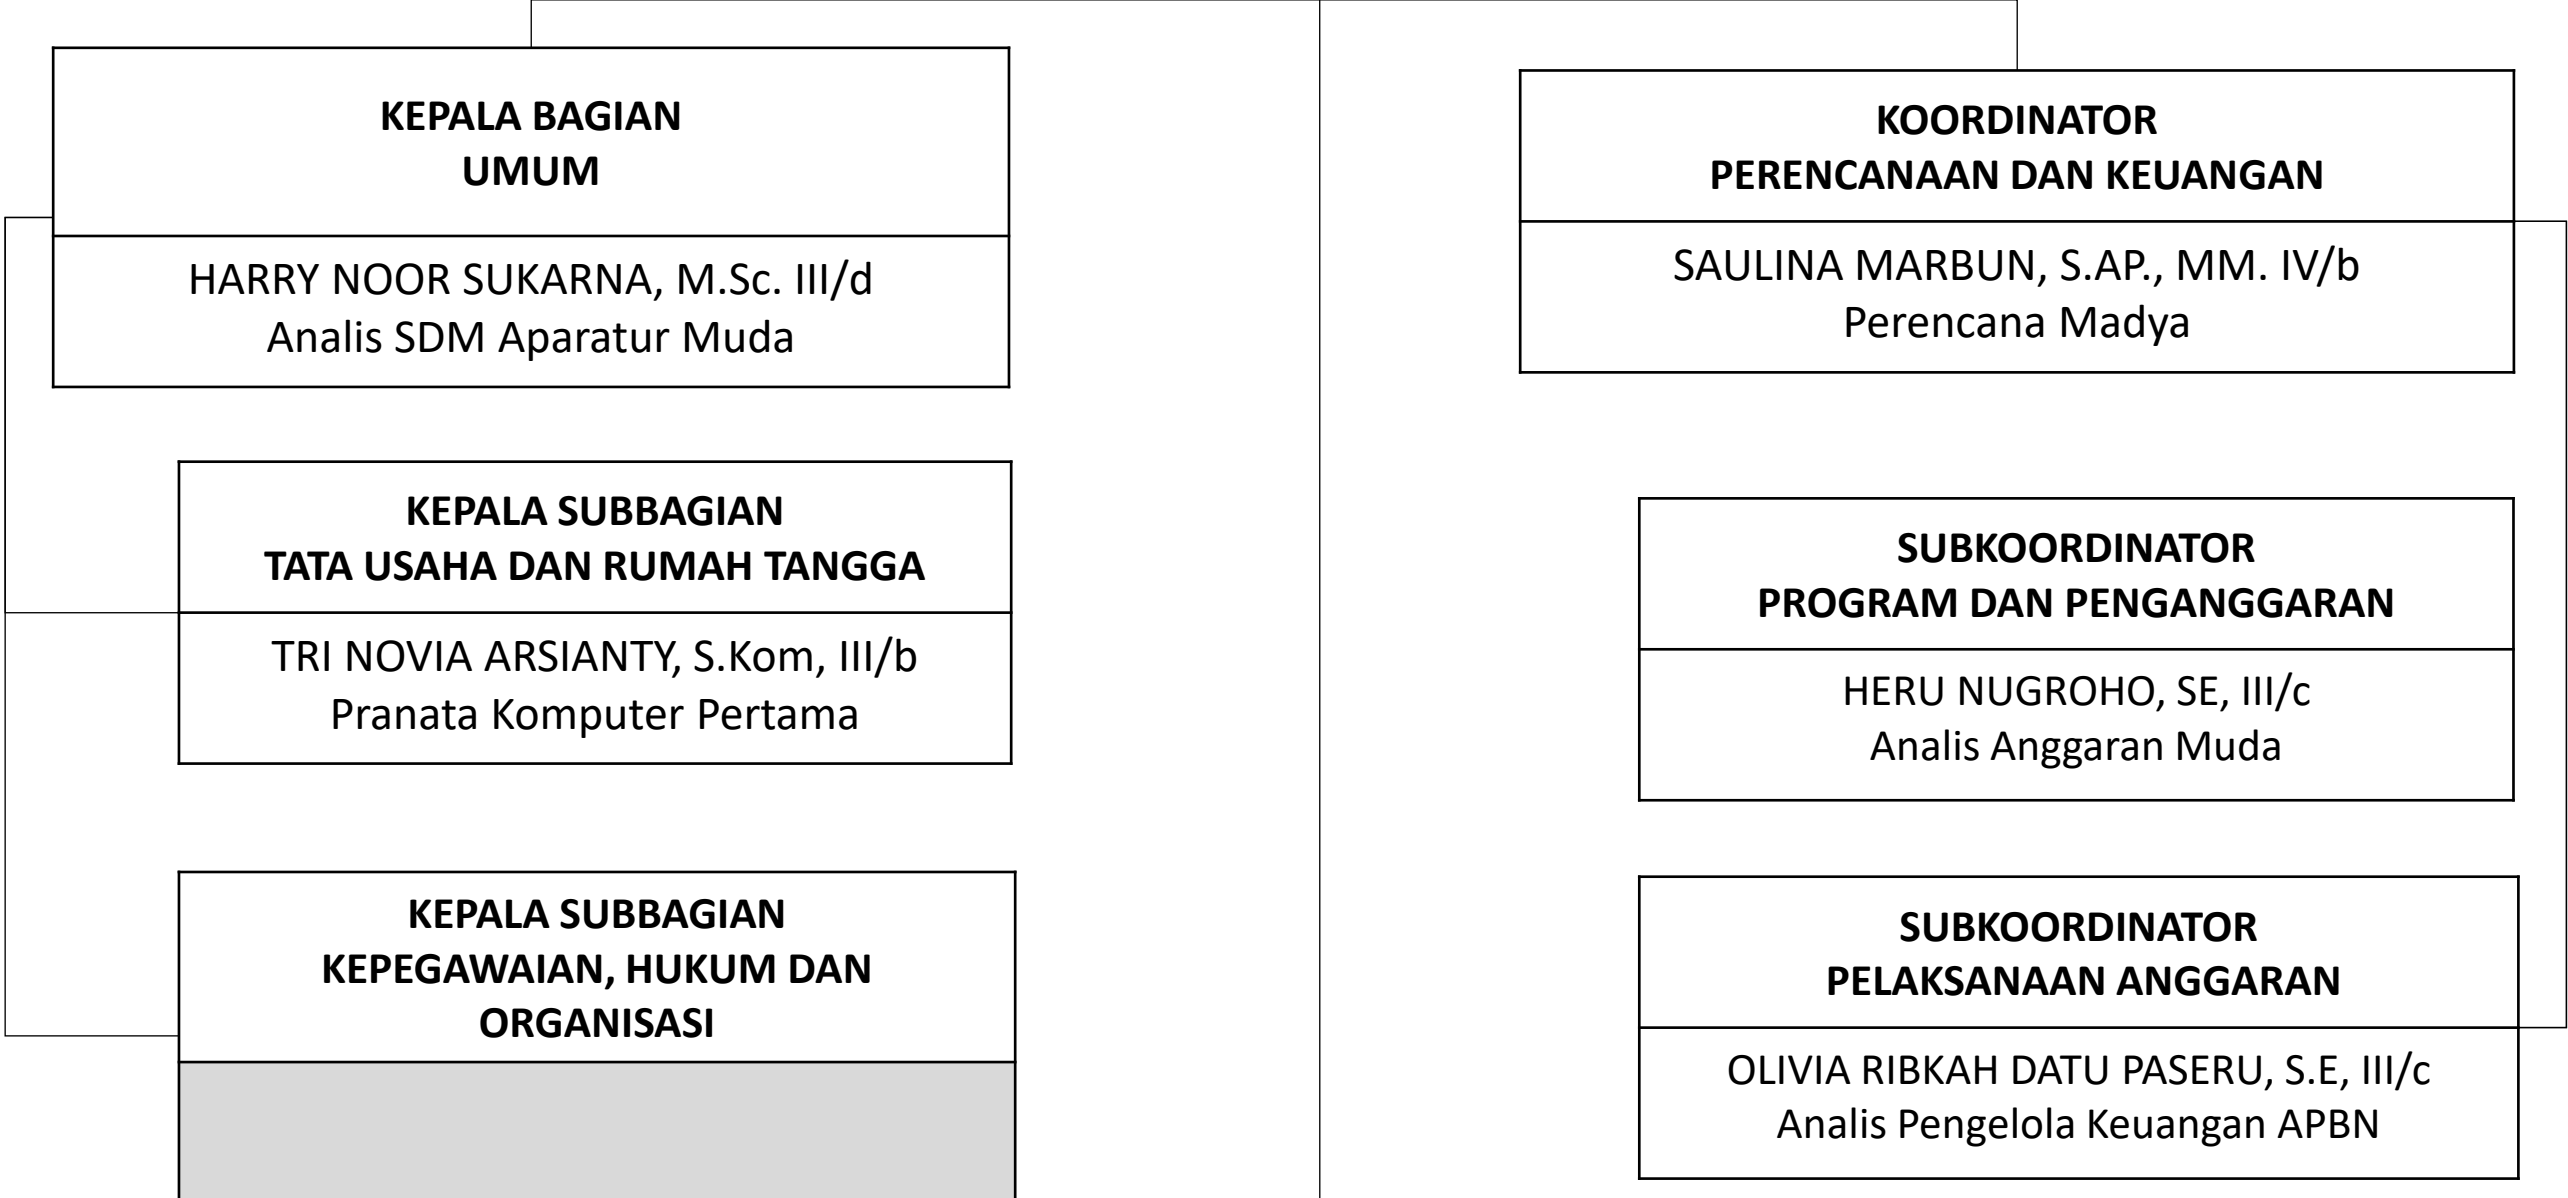 KEPALA BAGIAN
UMUM
HARRY NOOR SUKARNA, M.Sc. III/d
Analis SDM Aparatur Muda
KEPALA SUBBAGIAN
TATA USAHA DAN RUMAH TANGGA
TRI NOVIA ARSIANTY, S.Kom, III/b
Pranata Komputer Pertama
KEPALA SUBBAGIAN
KEPEGAWAIAN, HUKUM DAN
ORGANISASI
KOORDINATOR
PERENCANAAN DAN KEUANGAN
SAULINA MARBUN, S.AP., MM. IV/b
Perencana Madya
SUBKOORDINATOR
PROGRAM DAN PENGANGGARAN
HERU NUGROHO, SE, III/c
Analis Anggaran Muda
SUBKOORDINATOR
PELAKSANAAN ANGGARAN
OLIVIA RIBKAH DATU PASERU, S.E, III/c
Analis Pengelola Keuangan APBN